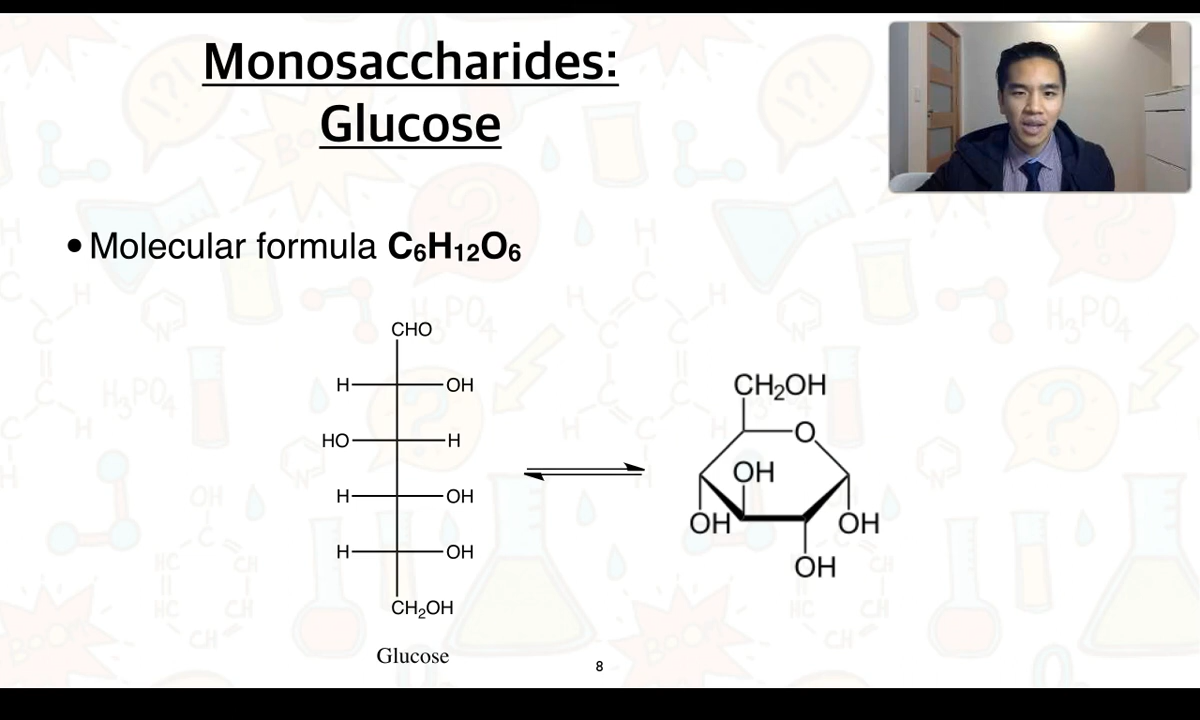 Monosaccharides:
Glucose
• Molecular formula C₆H₁₂O₆
CHO
H OH
HO H
H OH
H OH
CH₂OH
Glucose
CH₂OH
O
OH
OH OH
OH
8